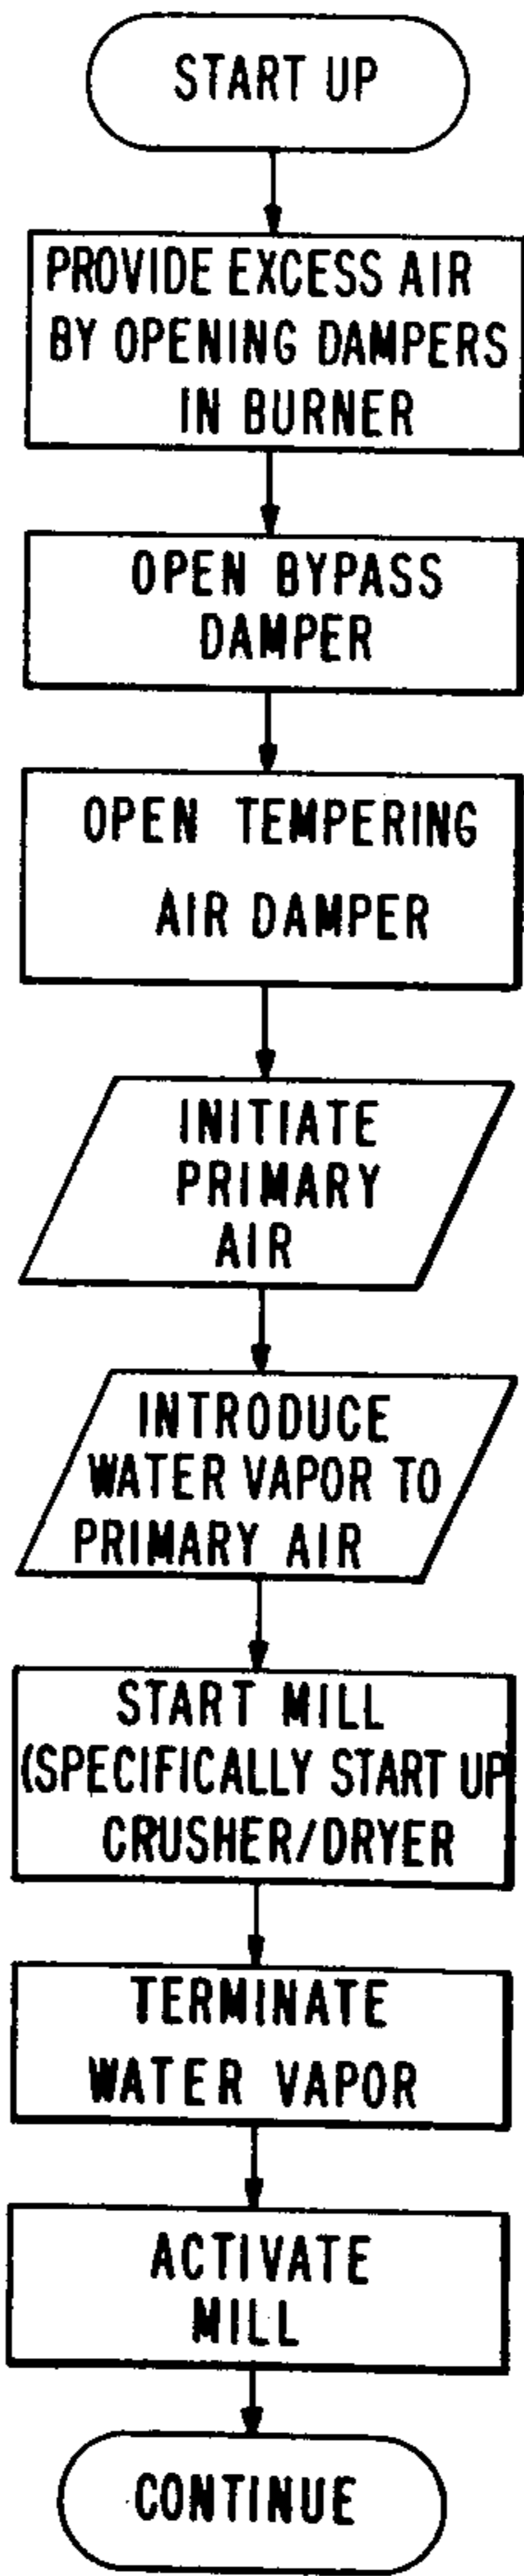 START UP
PROVIDE EXCESS AIR
BY OPENING DAMPERS
IN BURNER
OPEN BYPASS
DAMPER
OPEN TEMPERING
AIR DAMPER
INITIATE
PRIMARY
AIR
INTRODUCE
WATER VAPOR TO
PRIMARY AIR
START MILL
(SPECIFICALLY START UP
CRUSHER/DRYER
TERMINATE
WATER VAPOR
ACTIVATE
MILL
CONTINUE